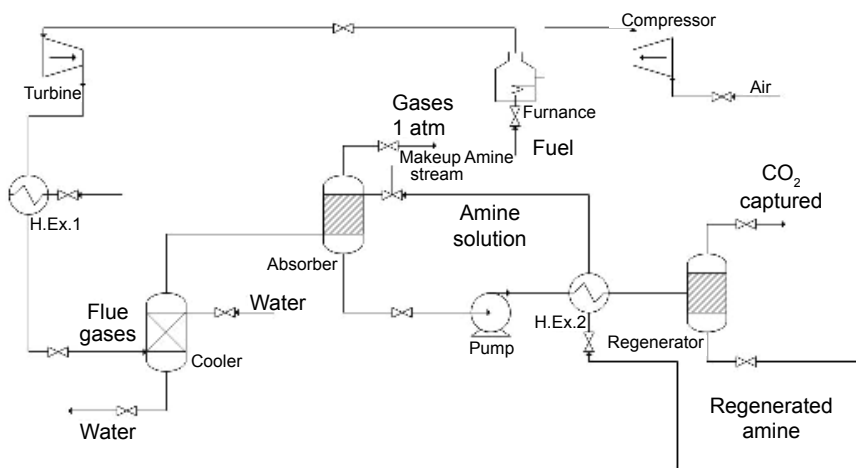 Compressor
Turbine
Furnance
Air
Gases
1 atm
Fuel
Makeup Amine
stream
CO2
captured
H.Ex.1
Amine
solution
Absorber
Water
Flue
gases
H.Ex.2
Regenerator
Pump
Cooler
Water
Regenerated
amine